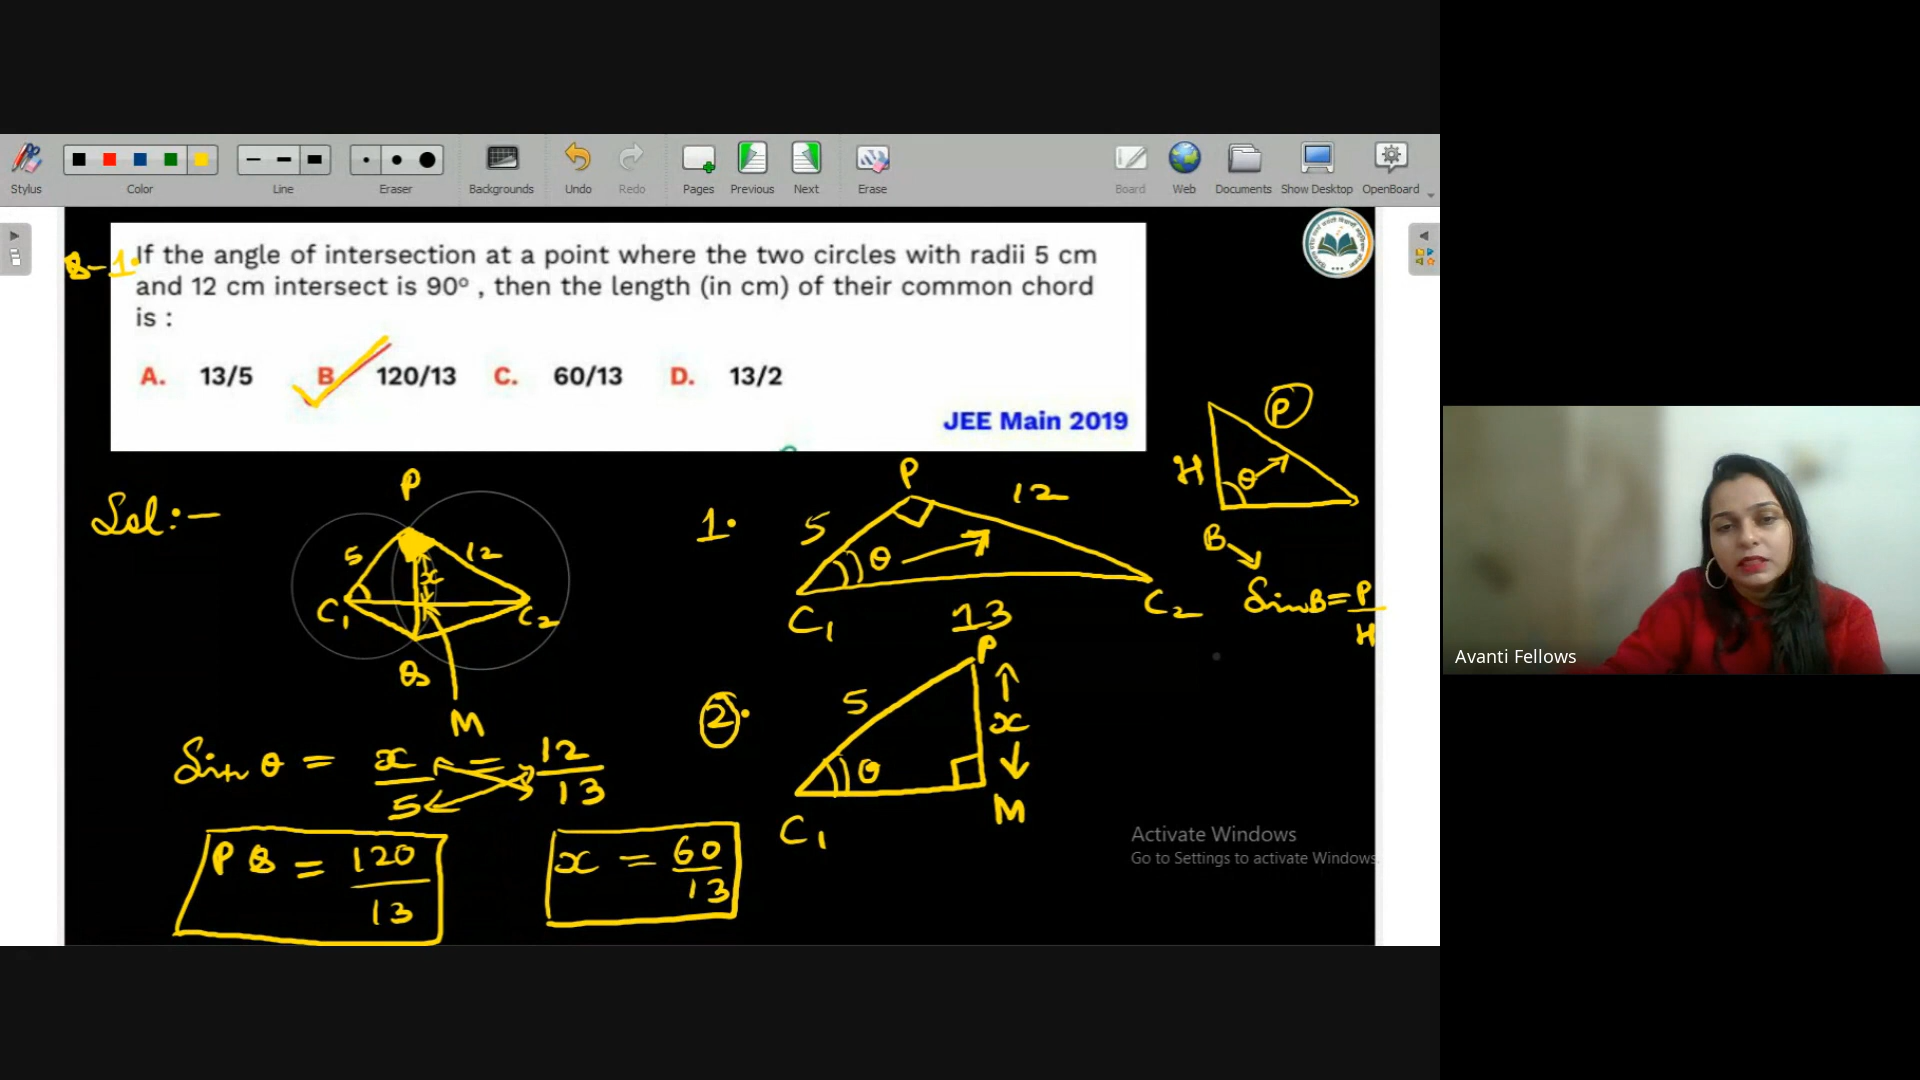 Stylus
Color
Line
Eraser
Backgrounds
Undo
Redo
Pages
Previous
Next
Erase
Board
Web
Documents
Show Desktop
OpenBoard
Q-1.
If the angle of intersection at a point where the two circles with radii 5 cm
and 12 cm intersect is 90°, then the length (in cm) of their common chord
is :
A. 13/5 B 120/13 C. 60/13 D. 13/2
JEE Main 2019
Sol:-
P
5
12
x
C₁
C₂
Q
M
1.
P
5
12
θ
C₁
C₂
13
P
H
θ
B
Sin B = P/H
2.
P
5
x
θ
C₁
M
Sin θ = x/5 = 12/13
PQ = 120/13
x = 60/13
Activate Windows
Go to Settings to activate Windows.
Avanti Fellows